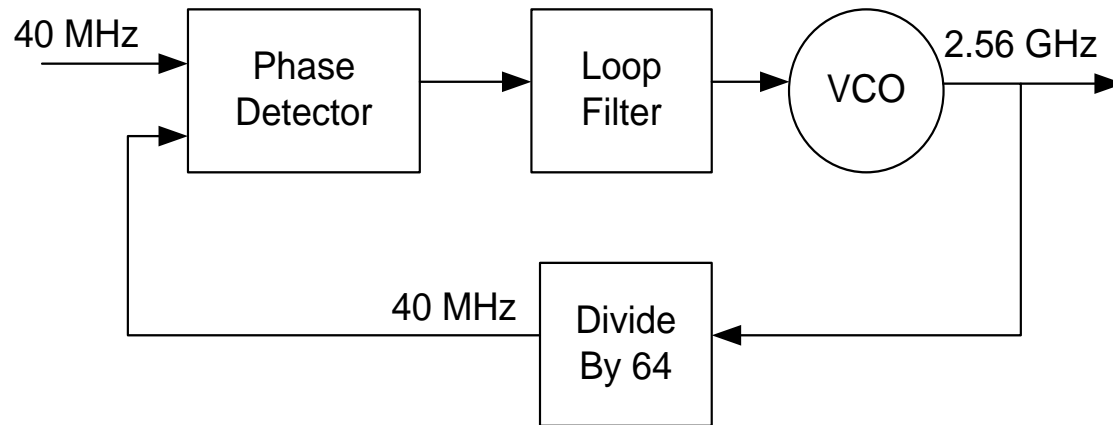 40 MHz
Phase
Detector
Loop
Filter
VCO
2.56 GHz
40 MHz
Divide
By 64